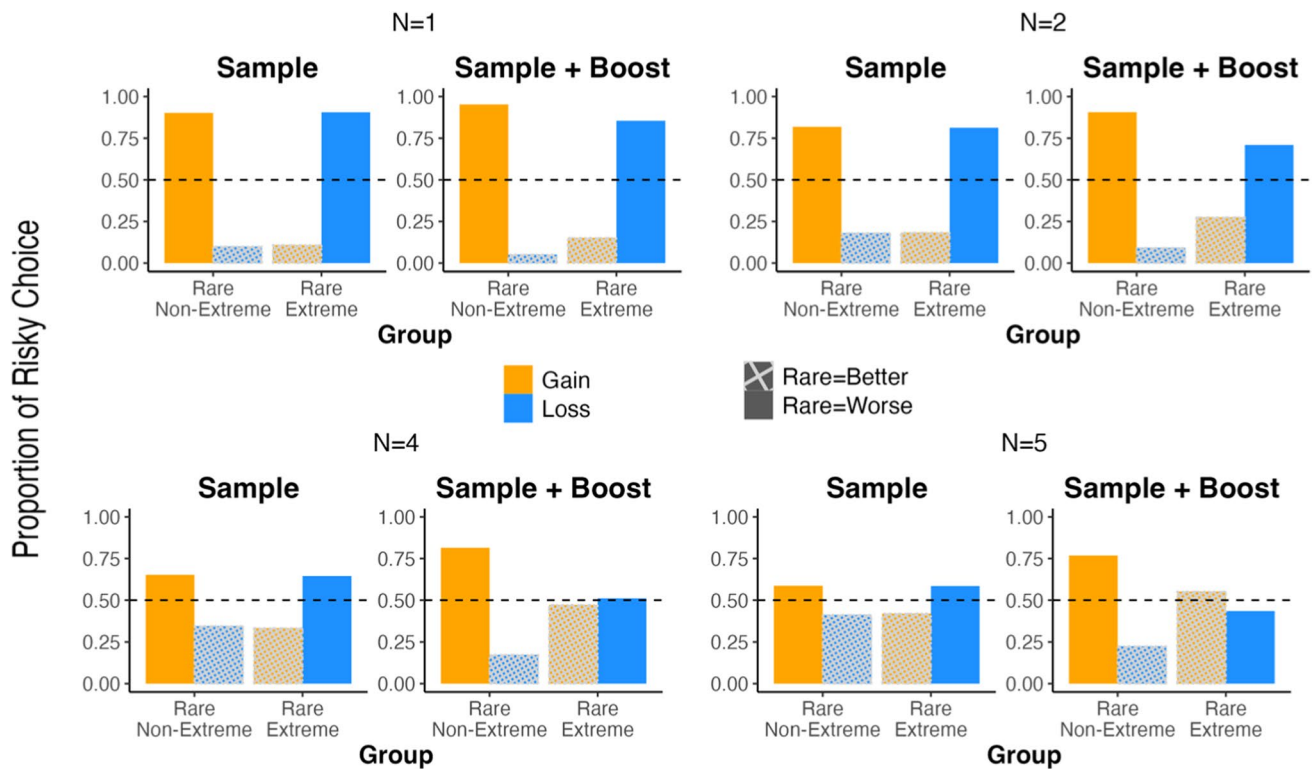 Proportion of Risky Choice
N=1
Sample
1.00
0.75
0.50
0.25
0.00
Rare
Non-Extreme
Rare
Extreme
Sample + Boost
1.00
0.75
0.50
0.25
0.00
Rare
Non-Extreme
Rare
Extreme
Group
N=2
Sample
1.00
0.75
0.50
0.25
0.00
Rare
Non-Extreme
Rare
Extreme
Sample + Boost
1.00
0.75
0.50
0.25
0.00
Rare
Non-Extreme
Rare
Extreme
Group
Gain
Loss
Rare=Better
Rare=Worse
N=4
Sample
1.00
0.75
0.50
0.25
0.00
Rare
Non-Extreme
Rare
Extreme
Sample + Boost
1.00
0.75
0.50
0.25
0.00
Rare
Non-Extreme
Rare
Extreme
Group
N=5
Sample
1.00
0.75
0.50
0.25
0.00
Rare
Non-Extreme
Rare
Extreme
Sample + Boost
1.00
0.75
0.50
0.25
0.00
Rare
Non-Extreme
Rare
Extreme
Group